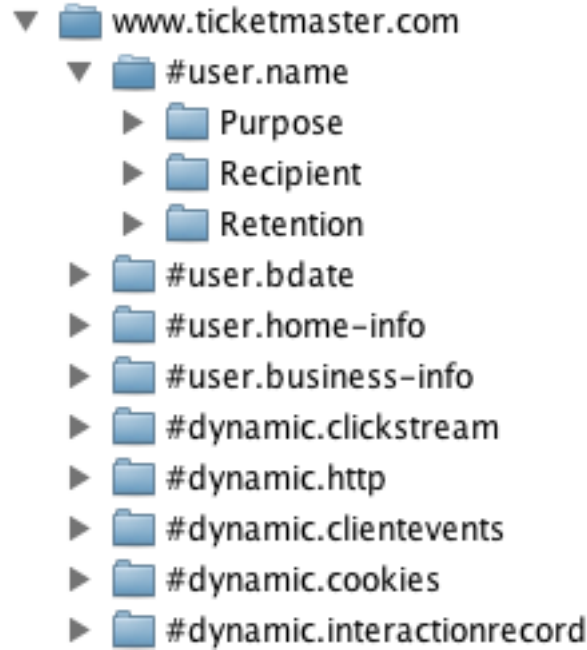 www.ticketmaster.com
#user.name
Purpose
Recipient
Retention
#user.bdate
#user.home-info
#user.business-info
#dynamic.clickstream
#dynamic.http
#dynamic.clientevents
#dynamic.cookies
#dynamic.interactionrecord